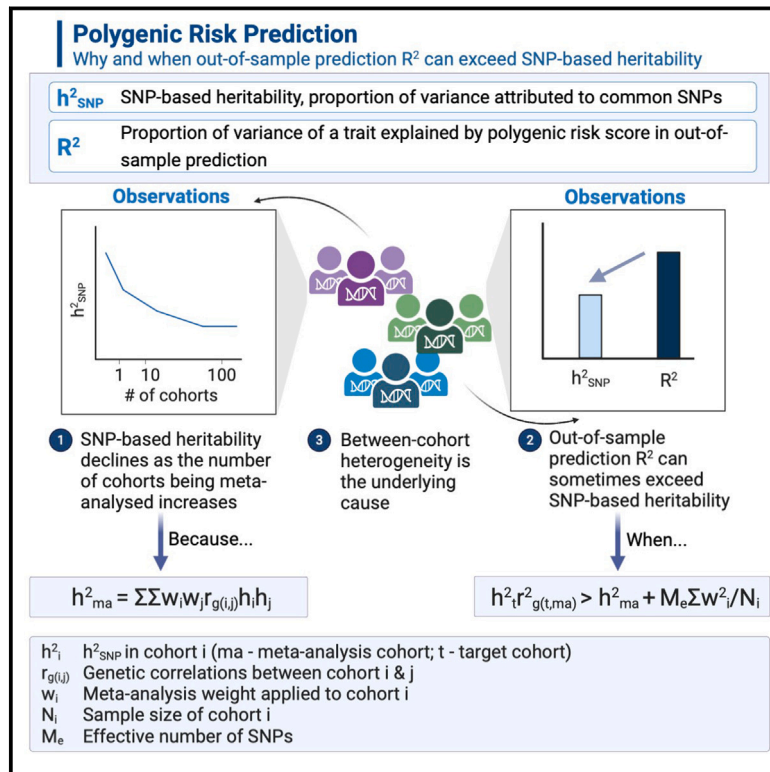 Polygenic Risk Prediction
Why and when out-of-sample prediction R² can exceed SNP-based heritability
h²SNP SNP-based heritability, proportion of variance attributed to common SNPs
R² Proportion of variance of a trait explained by polygenic risk score in out-of-
sample prediction
Observations
h²SNP
1 10 100
# of cohorts
Observations
h²SNP R²
1 SNP-based heritability
declines as the number
of cohorts being meta-
analysed increases
3 Between-cohort
heterogeneity is
the underlying
cause
2 Out-of-sample
prediction R² can
sometimes exceed
SNP-based heritability
Because...
When...
h²ma = ΣΣwiwjrg(i,j)hihj
h²tr²g(t,ma) > h²ma + MeΣw²i/Ni
h²i h²SNP in cohort i (ma - meta-analysis cohort; t - target cohort)
rg(i,j) Genetic correlations between cohort i & j
wi Meta-analysis weight applied to cohort i
Ni Sample size of cohort i
Me Effective number of SNPs